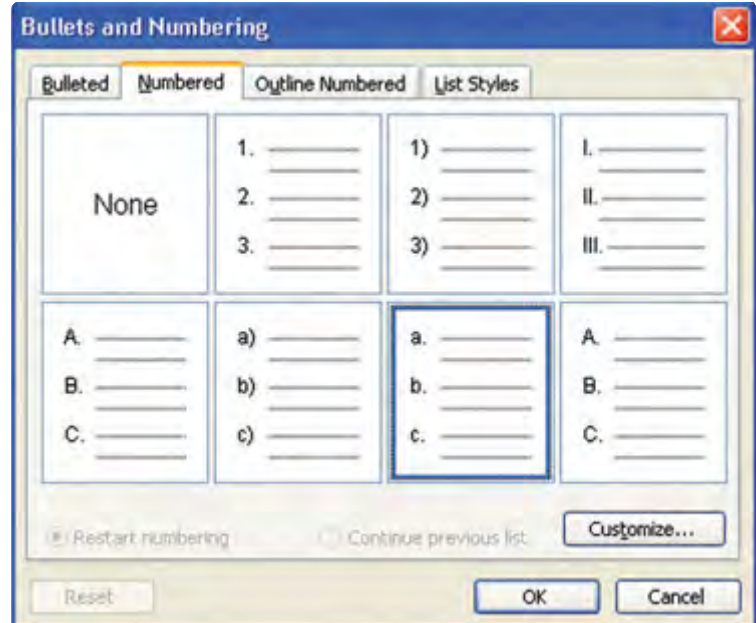 Bullets and Numbering
Bulleted Numbered Outline Numbered List Styles
None
1.
2.
3.
1)
2)
3)
I.
II.
III.
A.
B.
C.
a)
b)
c)
a.
b.
c.
A.
B.
C.
Restart numbering Continue previous list Customize...
Reset OK Cancel